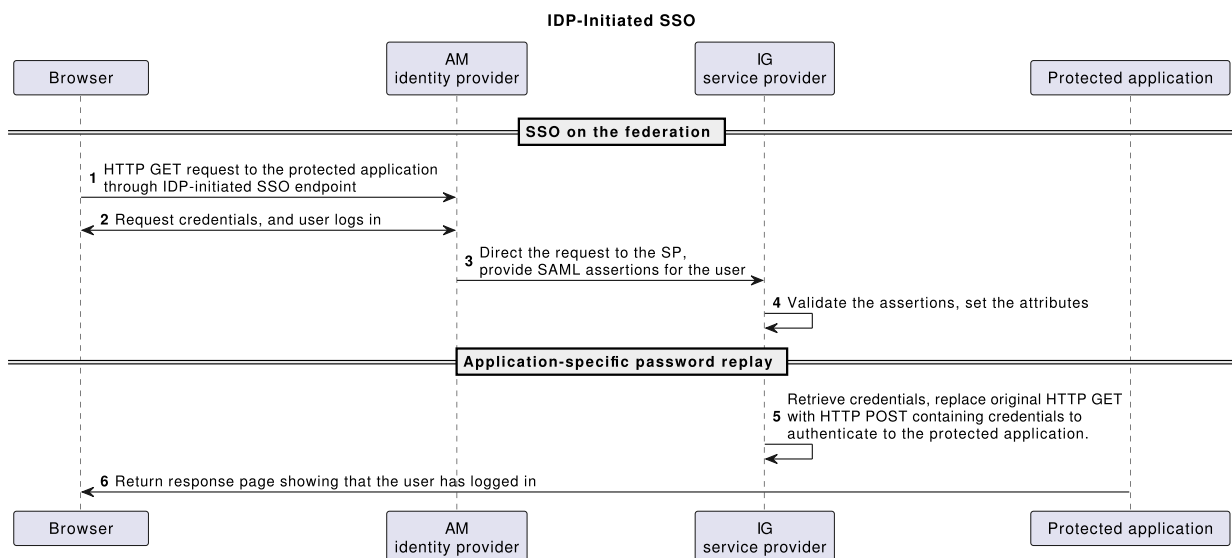 IDP-Initiated SSO
Browser
AM
identity provider
IG
service provider
Protected application
SSO on the federation
1 HTTP GET request to the protected application
through IDP-initiated SSO endpoint
2 Request credentials, and user logs in
3 Direct the request to the SP,
provide SAML assertions for the user
4 Validate the assertions, set the attributes
Application-specific password replay
Retrieve credentials, replace original HTTP GET
5 with HTTP POST containing credentials to
authenticate to the protected application.
6 Return response page showing that the user has logged in
Browser
AM
identity provider
IG
service provider
Protected application